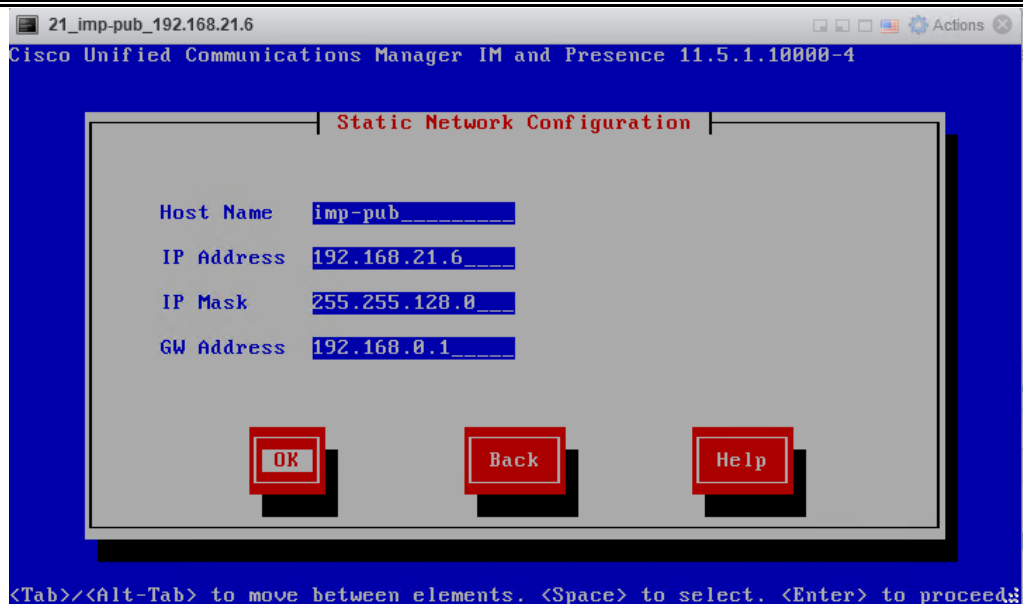 21_imp-pub_192.168.21.6 Actions
Cisco Unified Communications Manager IM and Presence 11.5.1.10000-4
Static Network Configuration
Host Name imp-pub_________
IP Address 192.168.21.6____
IP Mask 255.255.128.0___
GW Address 192.168.0.1_____
OK Back Help
<Tab>/<Alt-Tab> to move between elements. <Space> to select. <Enter> to proceed.